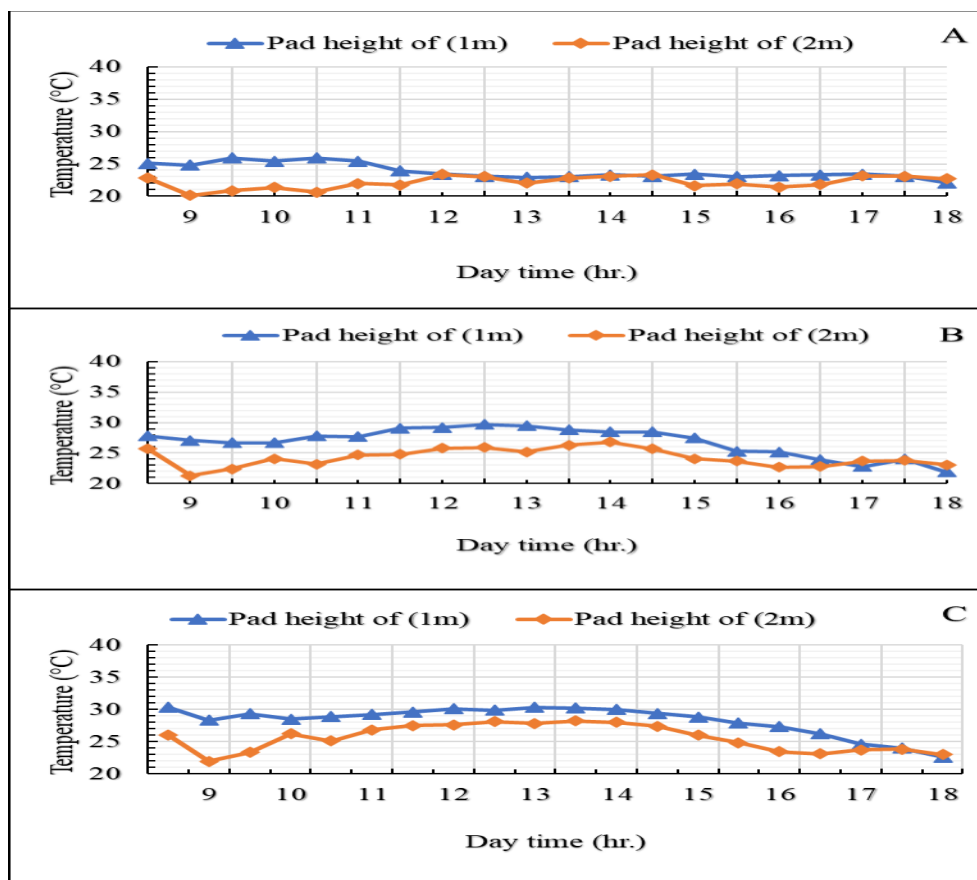 Pad height of (1m) Pad height of (2m) A
40
35
30
25
20
Temperature (°C)
9 10 11 12 13 14 15 16 17 18
Day time (hr.)
Pad height of (1m) Pad height of (2m) B
40
35
30
25
20
Temperature (°C)
9 10 11 12 13 14 15 16 17 18
Day time (hr.)
Pad height of (1m) Pad height of (2m) C
40
35
30
25
20
Temperature (°C)
9 10 11 12 13 14 15 16 17 18
Day time (hr.)